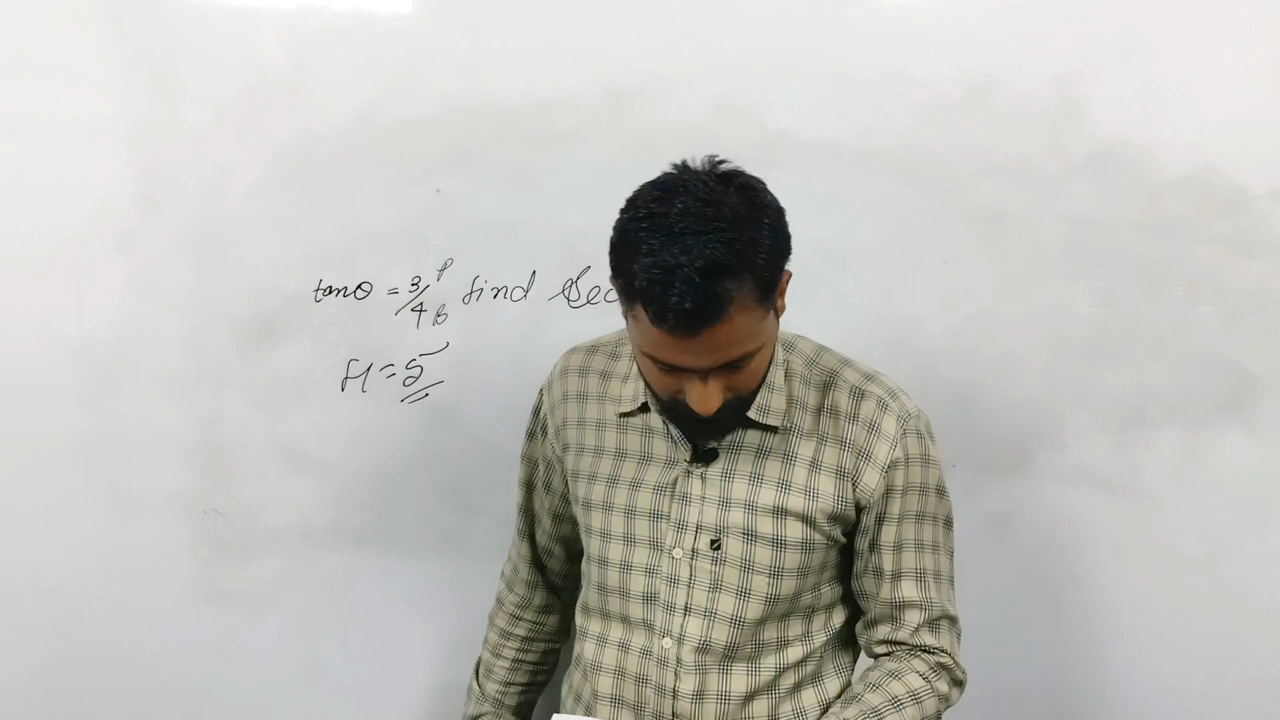 tanθ = 3/4 P B find Sec
H = 5